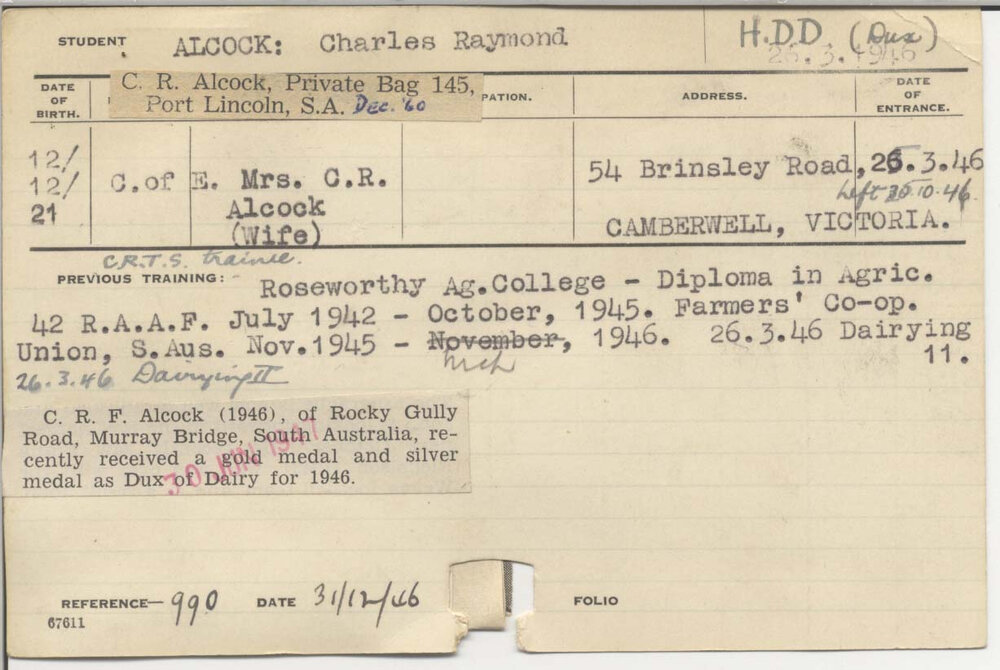 STUDENT. ALCOCK: Charles Raymond H.D.D (Dux)
26.3.1946
DATE OF BIRTH. PATION. ADDRESS. DATE OF ENTRANCE.
C. R. Alcock, Private Bag 145,
Port Lincoln, S.A. Dec. '60
12/ 54 Brinsley Road, 26.3.46
12/ C. of E. Mrs. C.R. Left 25.10.46
21 Alcock CAMBERWELL, VICTORIA.
(Wife)
C.R.T.S. trainee.
PREVIOUS TRAINING:- Roseworthy Ag.College - Diploma in Agric.
42 R.A.A.F. July 1942 - October, 1945. Farmers' Co-op.
Union, S.Aus. Nov.1945 - November, 1946. 26.3.46 Dairying
Mch 11.
26.3.46 Dairying II
C. R. F. Alcock (1946), of Rocky Gully
Road, Murray Bridge, South Australia, re-
cently received a gold medal and silver
medal as Dux of Dairy for 1946.
30 JUN 1947
REFERENCE— 990 DATE 31/12/46 FOLIO
67611